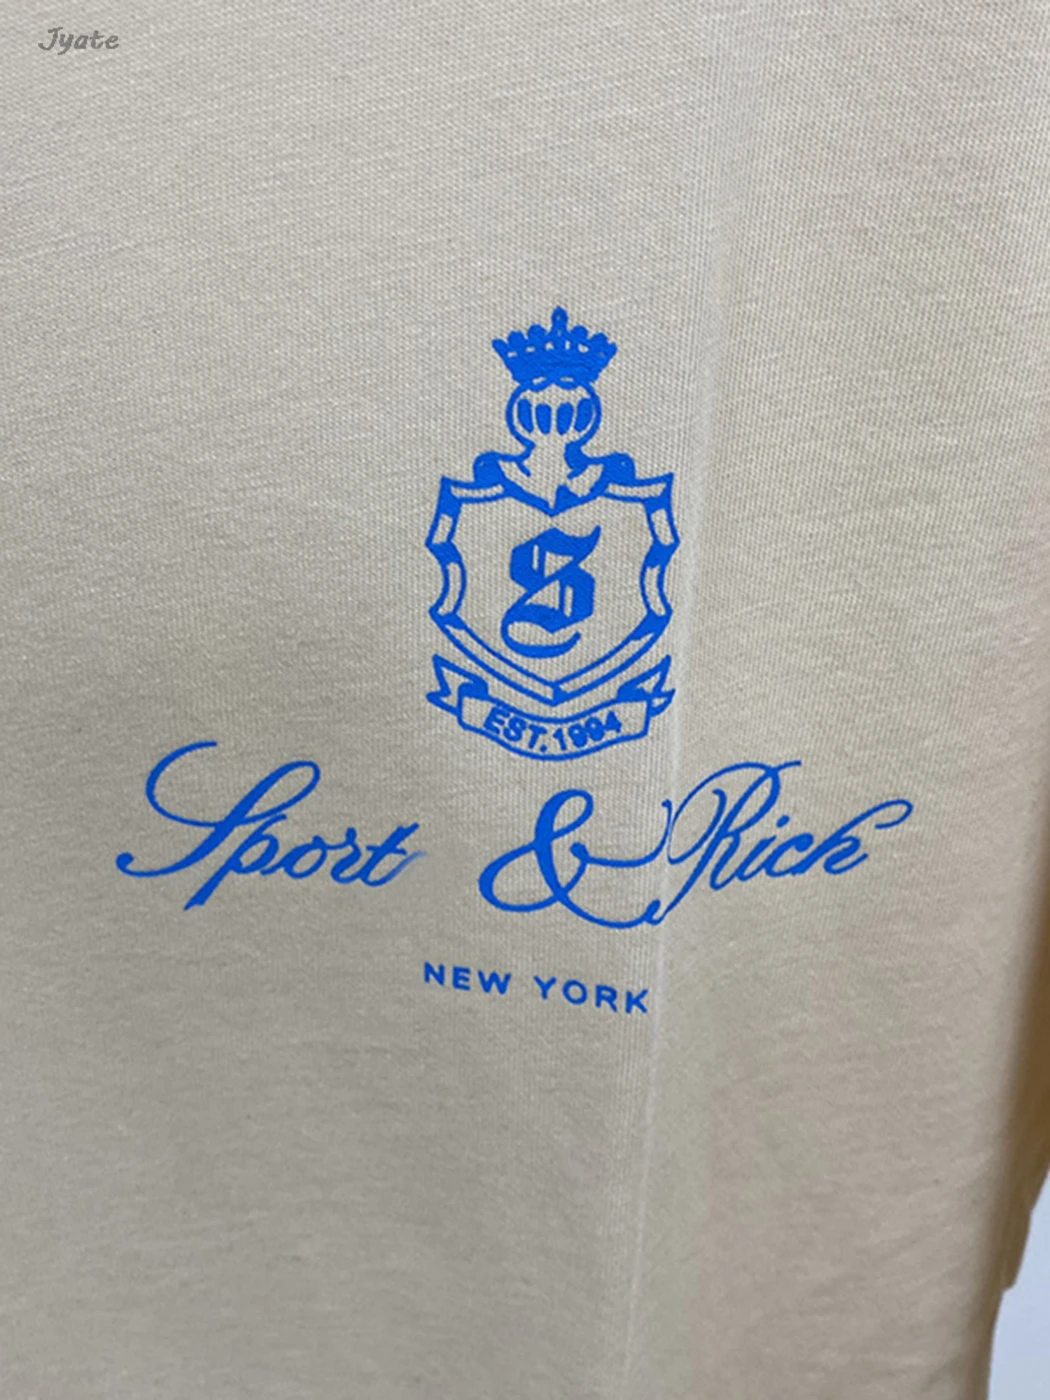 Jyate
S
EST. 1994
Sport & Rich
NEW YORK